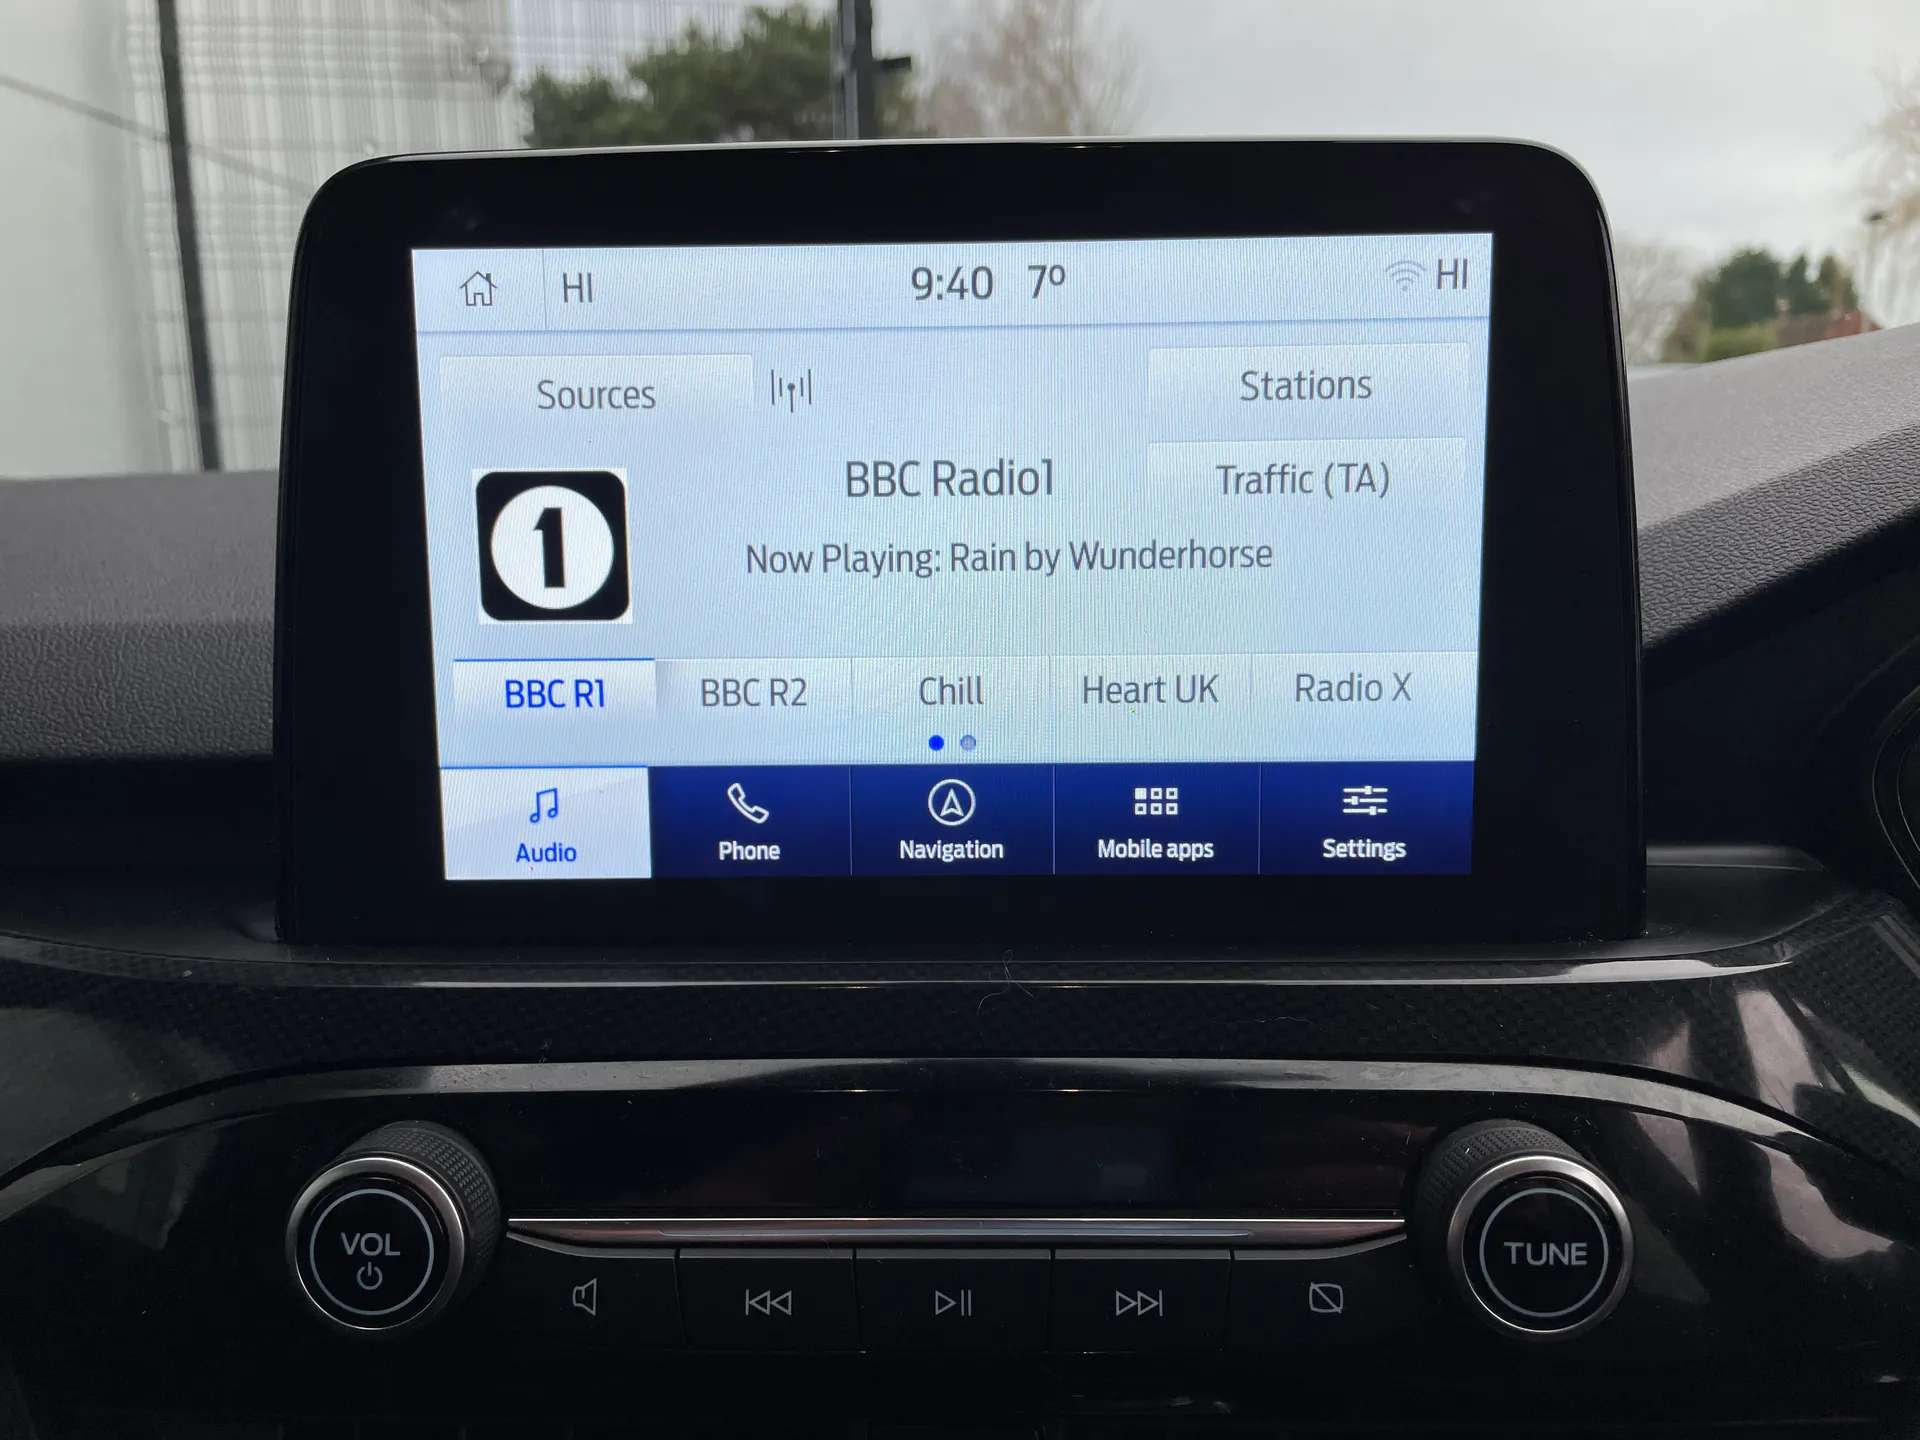 HI 9:40 7° HI
Sources Stations
BBC Radio1 Traffic (TA)
1
Now Playing: Rain by Wunderhorse
BBC R1 BBC R2 Chill Heart UK Radio X
Audio Phone Navigation Mobile apps Settings
VOL TUNE